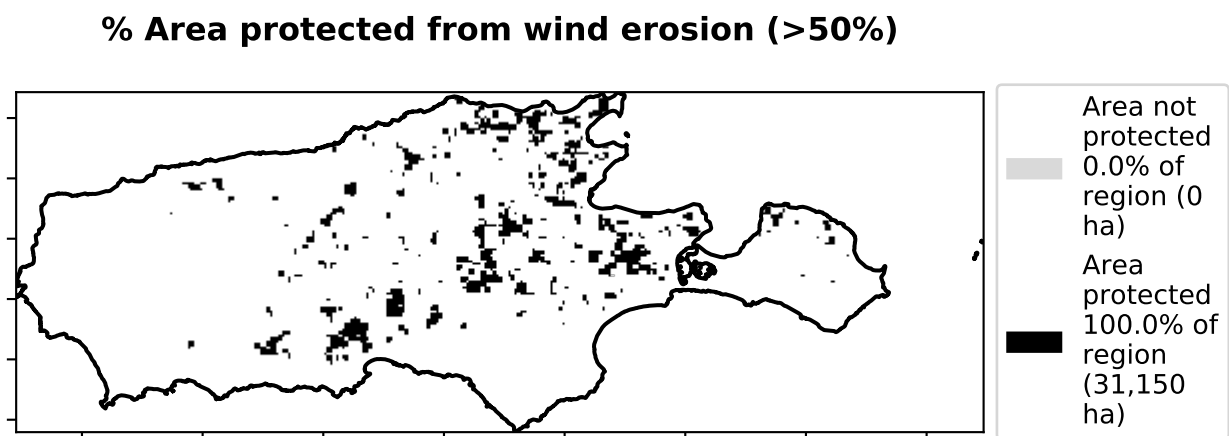 % Area protected from wind erosion (>50%)
Area not
protected
0.0% of
region (0
ha)
Area
protected
100.0% of
region
(31,150
ha)